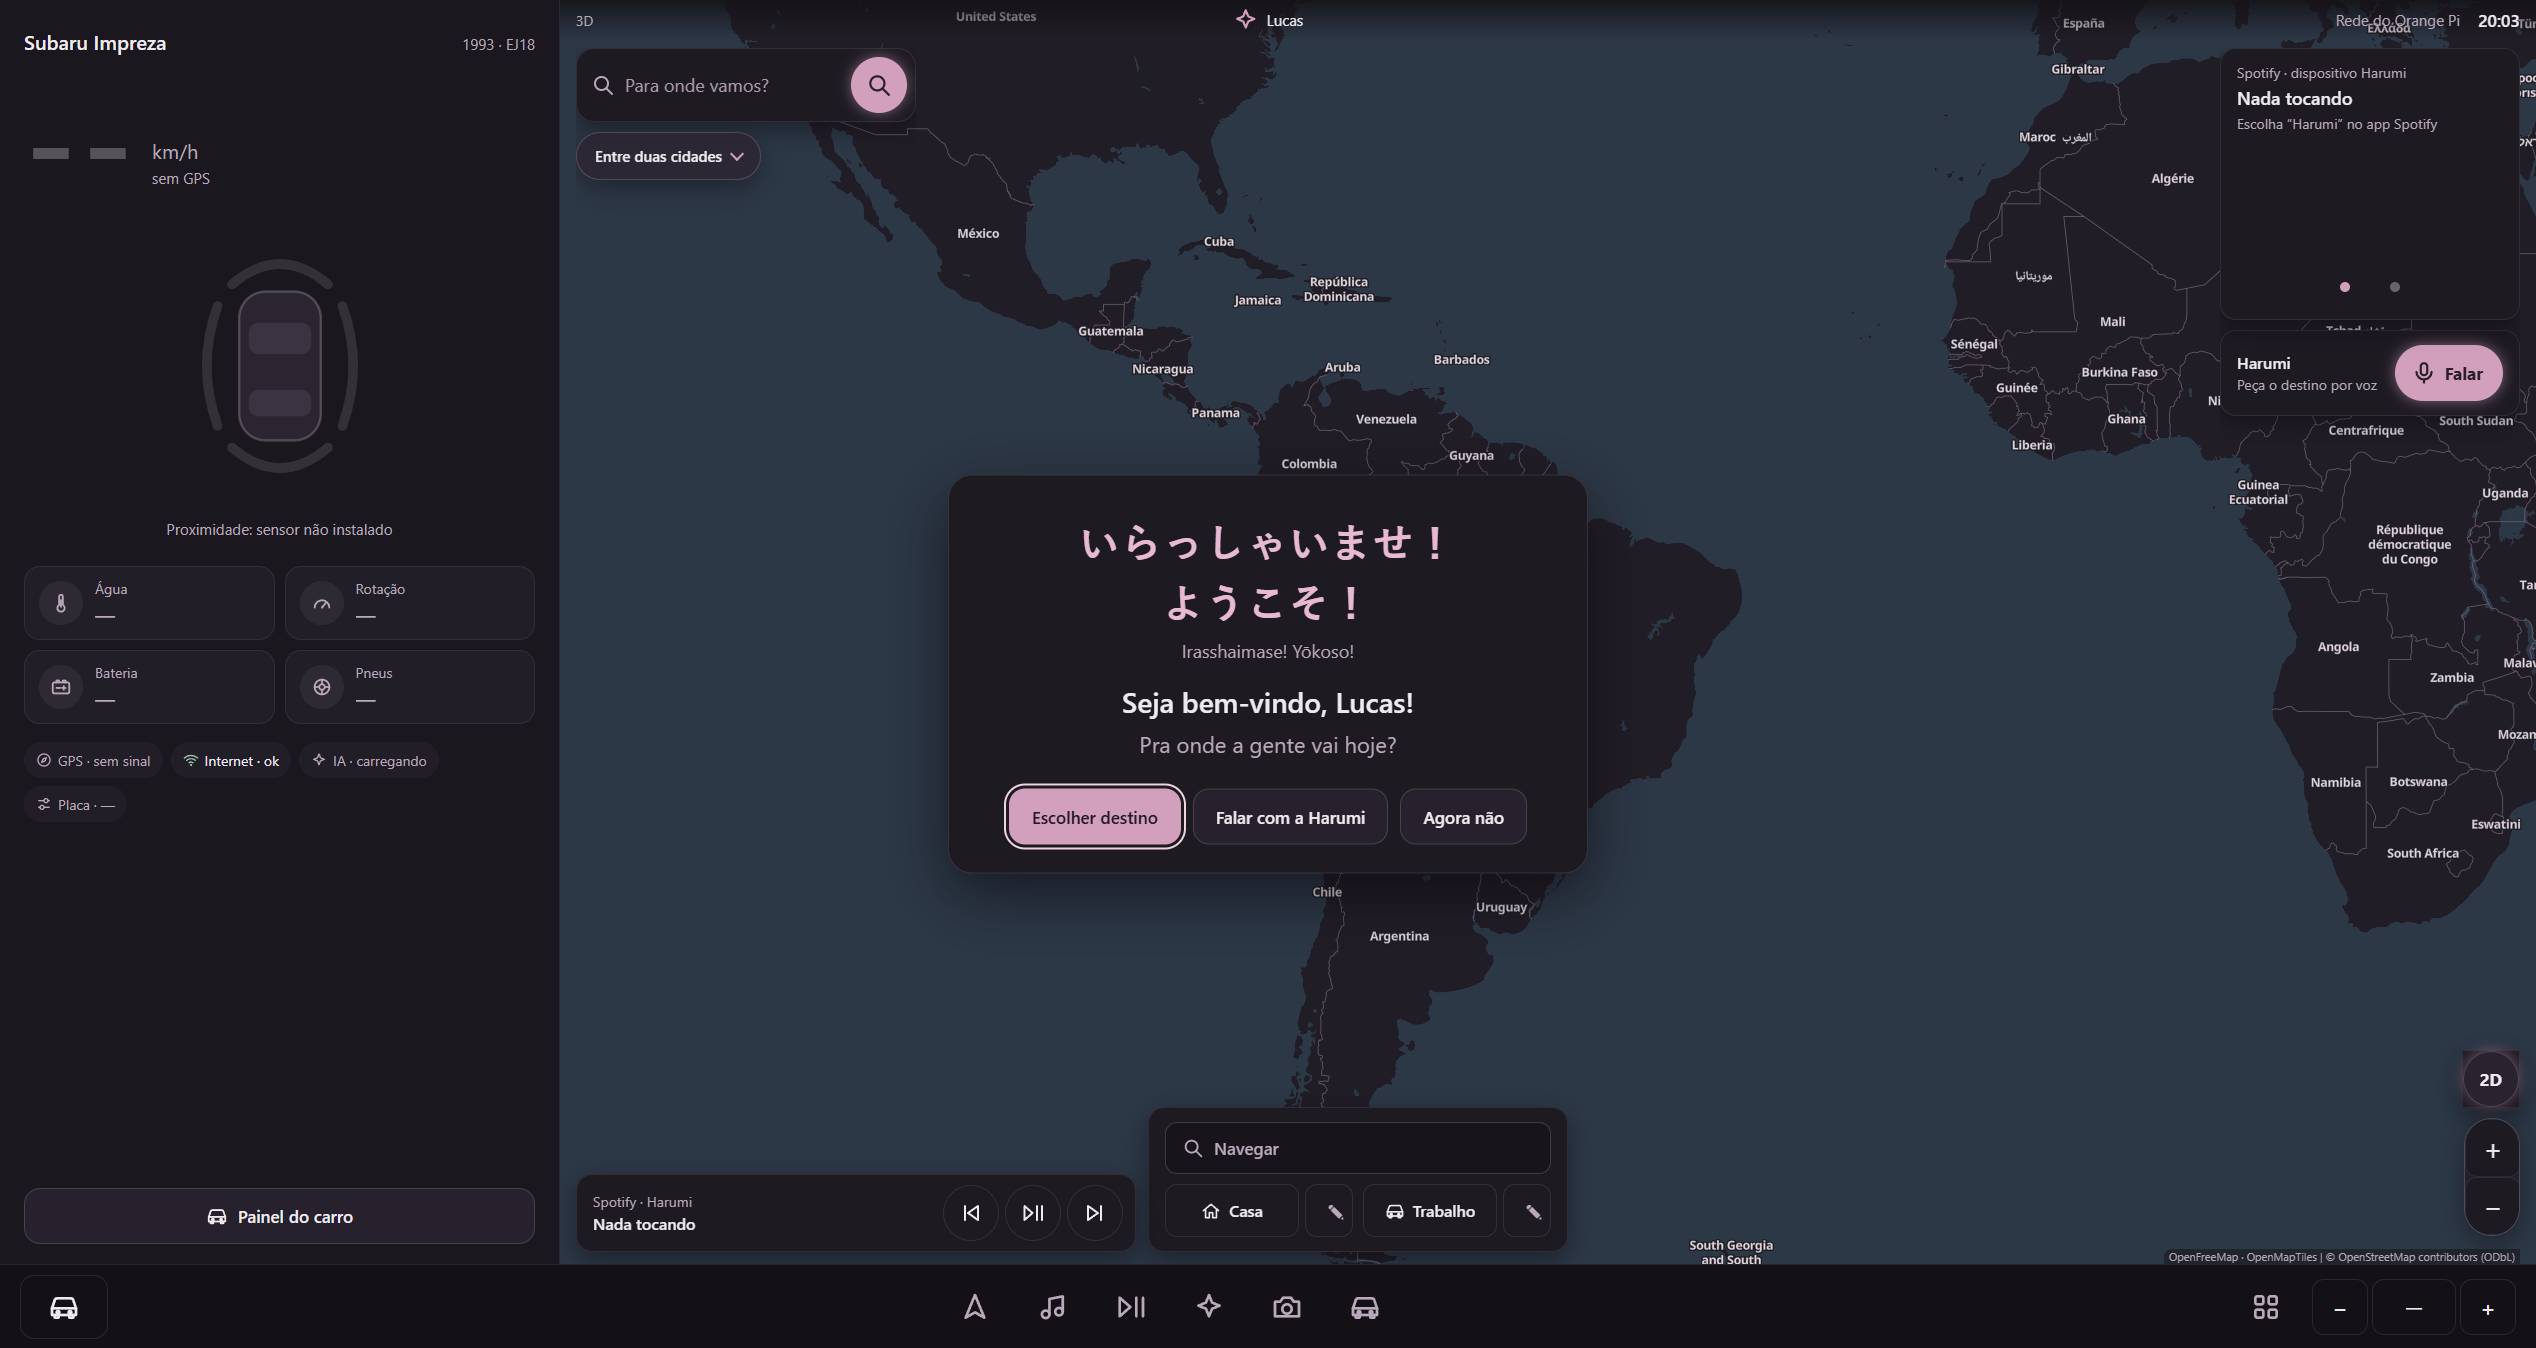 Subaru Impreza
1993 · EJ18
km/h
sem GPS
Proximidade: sensor não instalado
Água
—
Rotação
—
Bateria
—
Pneus
—
GPS · sem sinal
Internet · ok
IA · carregando
Placa · —
Painel do carro
3D
Lucas
Rede do Orange Pi
20:03
Para onde vamos?
Entre duas cidades
Spotify · dispositivo Harumi
Nada tocando
Escolha “Harumi” no app Spotify
Harumi
Peça o destino por voz
Falar
United States
México
Cuba
República
Dominicana
Jamaica
Guatemala
Nicaragua
Aruba
Barbados
Panama
Venezuela
Colombia
Guyana
España
Ελλάδα
Gibraltar
Maroc المغرب
Algérie
موريتانيا
Mali
Sénégal
Burkina Faso
Guinée
Ghana
Liberia
Centrafrique
South Sudan
Guinea
Ecuatorial
Uganda
République
démocratique
du Congo
Angola
Zambia
Namibia
Botswana
Eswatini
South Africa
いらっしゃいませ！
ようこそ！
Irasshaimase! Yōkoso!
Seja bem-vindo, Lucas!
Pra onde a gente vai hoje?
Escolher destino
Falar com a Harumi
Agora não
Chile
Uruguay
Argentina
South Georgia
and South
2D
+
−
Spotify · Harumi
Nada tocando
Navegar
Casa
Trabalho
OpenFreeMap · OpenMapTiles | © OpenStreetMap contributors (ODbL)
−
—
+